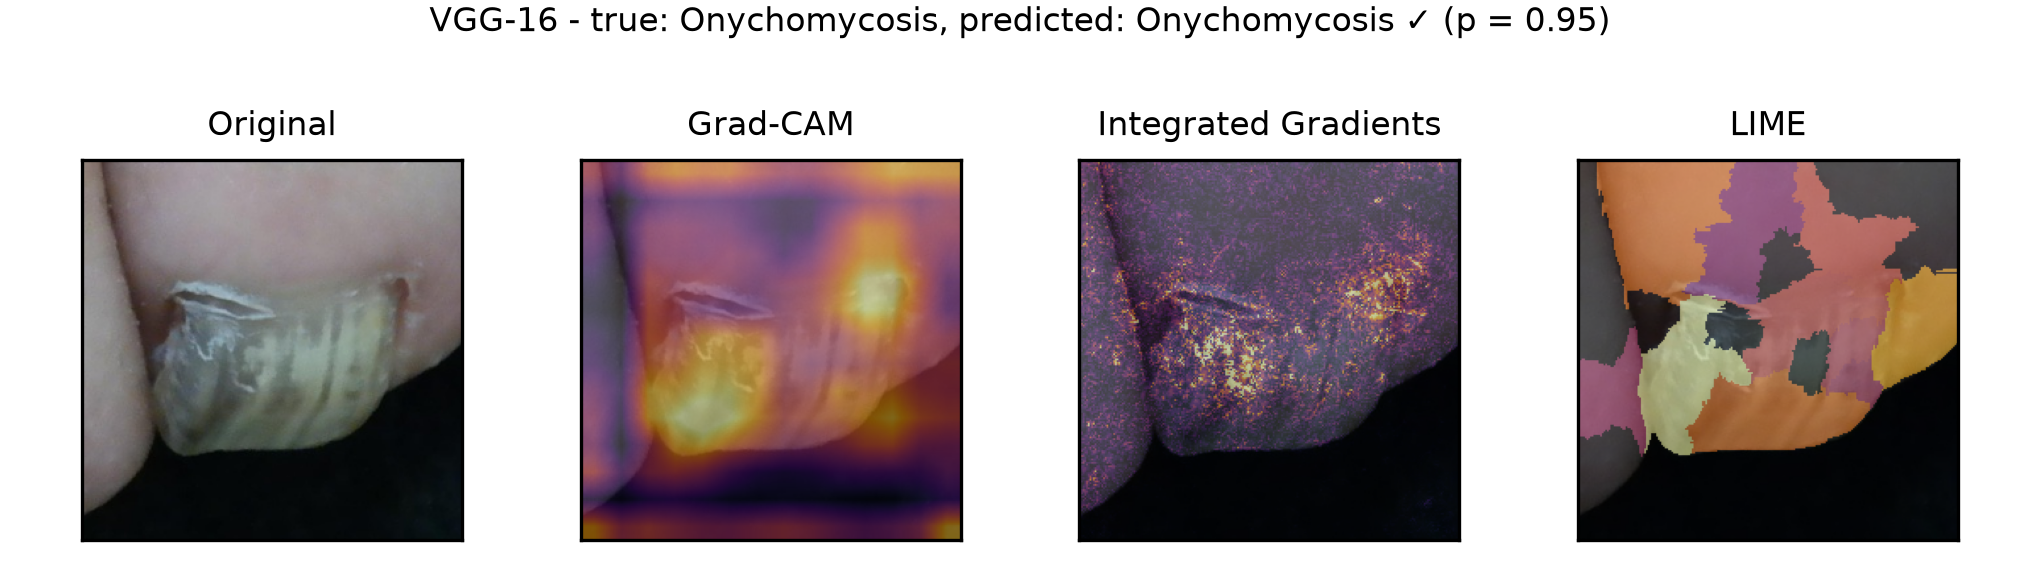 VGG-16 - true: Onychomycosis, predicted: Onychomycosis ✓ (p = 0.95)
Original
Grad-CAM
Integrated Gradients
LIME